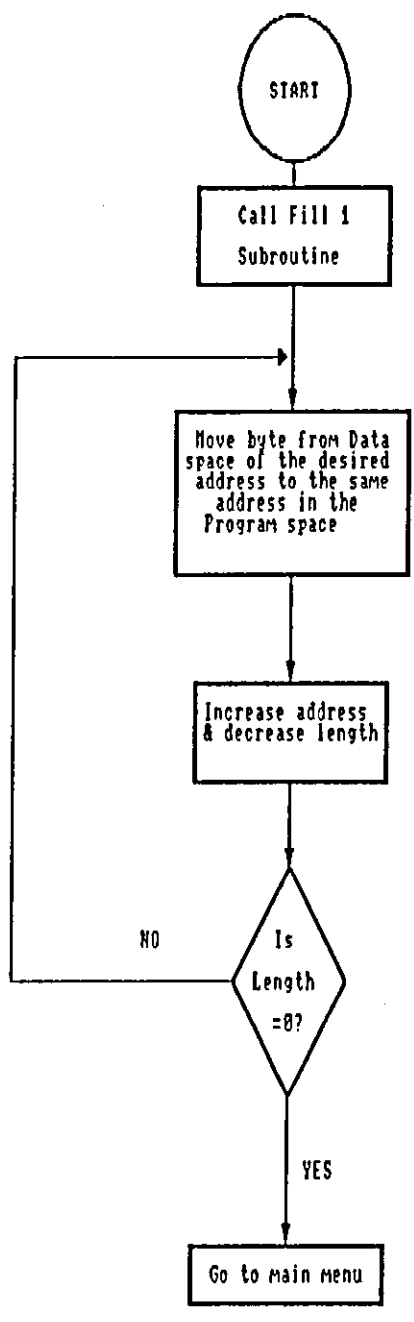 START
Call Fill 1
Subroutine
Move byte from Data
space of the desired
address to the same
address in the
Program space
Increase address
& decrease length
NO
Is
Length
=0?
YES
Go to main menu